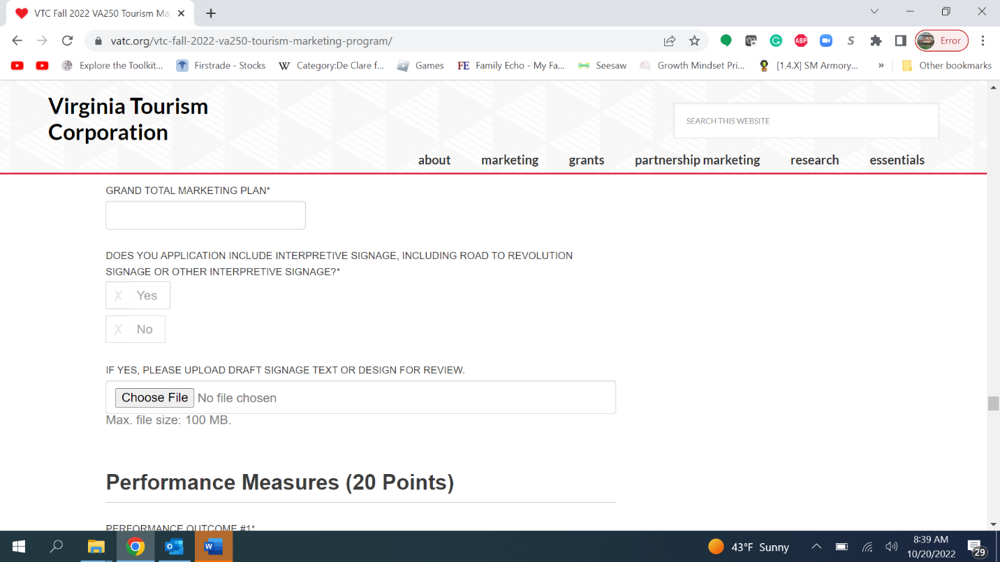 VTC Fall 2022 VA250 Tourism Ma
vatc.org/vtc-fall-2022-va250-tourism-marketing-program/
ABP
S
Error
Explore the Toolkit...
Firstrade - Stocks
W Category:De Clare f...
Games
FE Family Echo - My Fa...
Seesaw
Growth Mindset Pri...
[1.4.X] SM Armory...
»
Other bookmarks
Virginia Tourism
Corporation
SEARCH THIS WEBSITE
about marketing grants partnership marketing research essentials
GRAND TOTAL MARKETING PLAN*
DOES YOU APPLICATION INCLUDE INTERPRETIVE SIGNAGE, INCLUDING ROAD TO REVOLUTION
SIGNAGE OR OTHER INTERPRETIVE SIGNAGE?*
X Yes
X No
IF YES, PLEASE UPLOAD DRAFT SIGNAGE TEXT OR DESIGN FOR REVIEW.
Choose File No file chosen
Max. file size: 100 MB.
Performance Measures (20 Points)
PERFORMANCE OUTCOME #1*
43°F Sunny
8:39 AM
10/20/2022
29